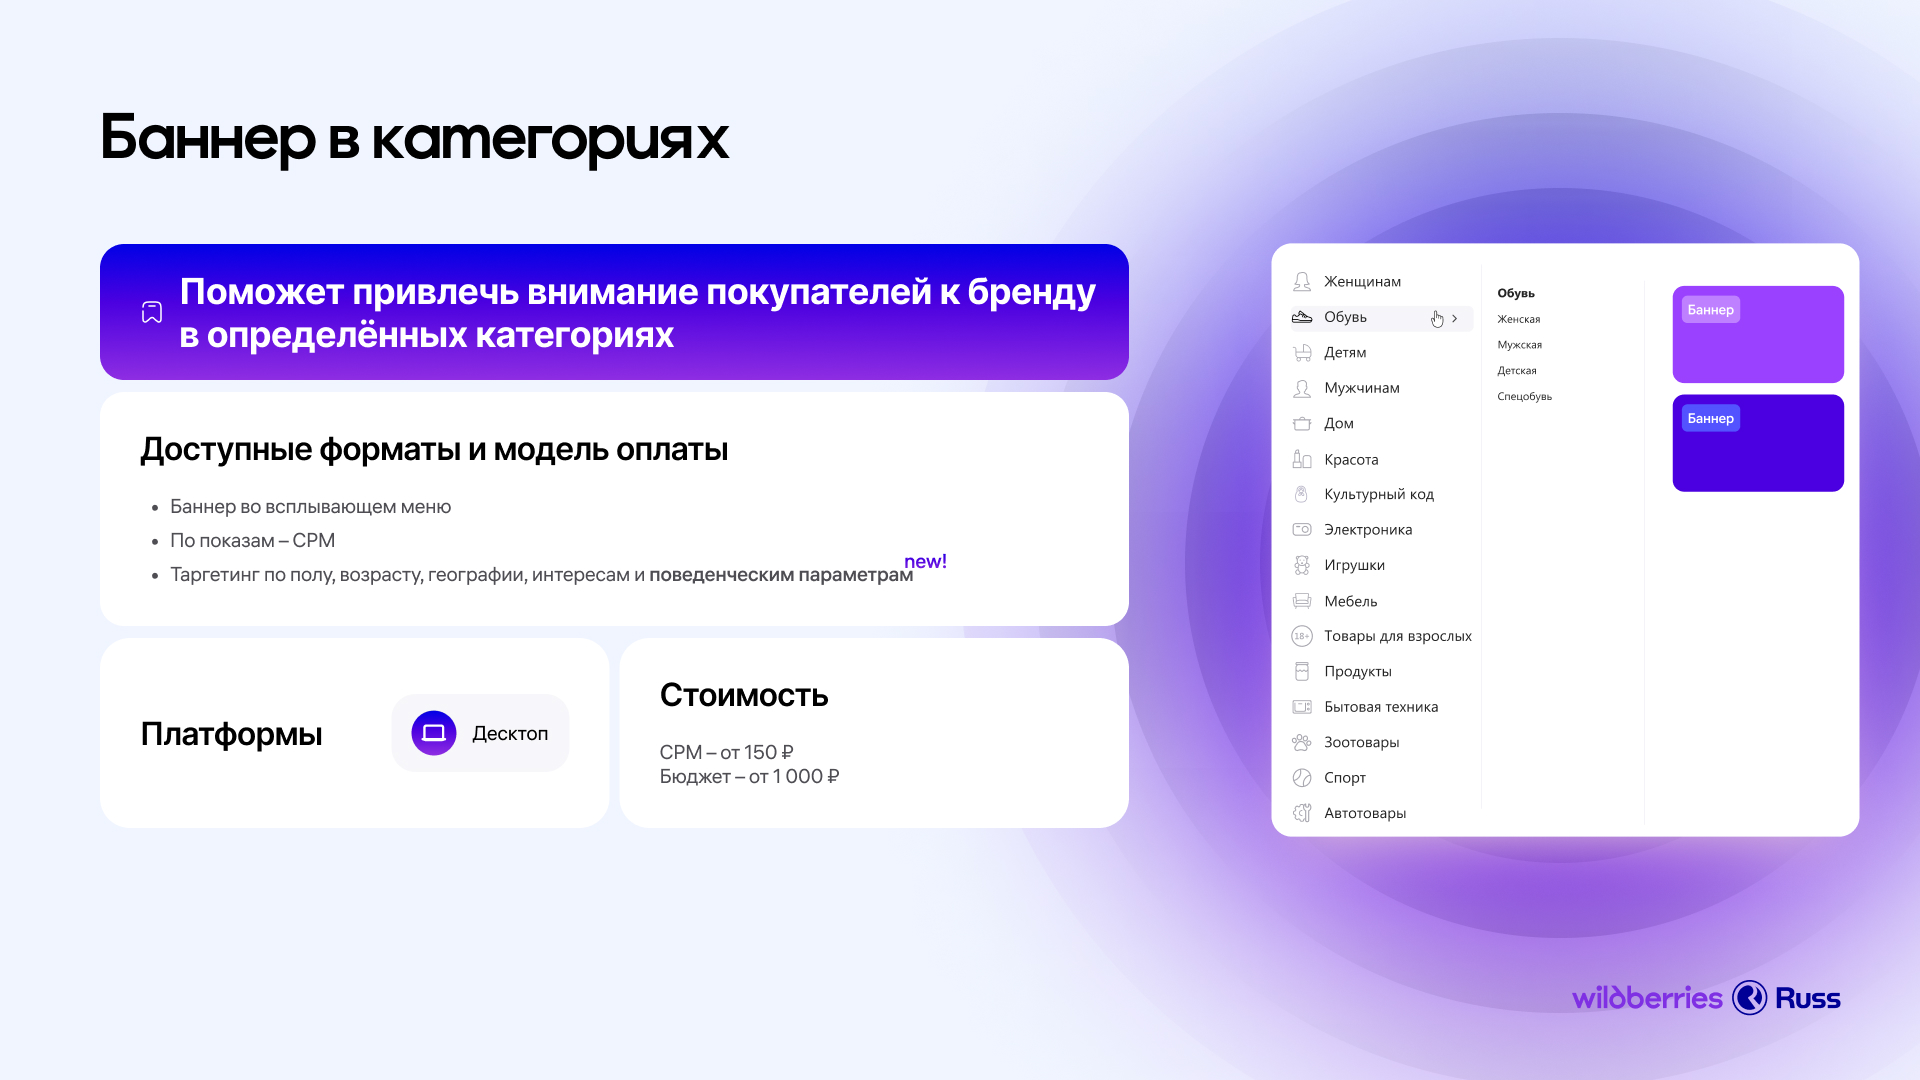 Баннер в категориях
Поможет привлечь внимание покупателей к бренду
в определённых категориях
Доступные форматы и модель оплаты
• Баннер во всплывающем меню
• По показам – CPM
• Таргетинг по полу, возрасту, географии, интересам и поведенческим параметрам new!
Платформы
Десктоп
Стоимость
CPM – от 150 ₽
Бюджет – от 1 000 ₽
Женщинам
Обувь
Детям
Мужчинам
Дом
Красота
Культурный код
Электроника
Игрушки
Мебель
18+ Товары для взрослых
Продукты
Бытовая техника
Зоотовары
Спорт
Автотовары
Обувь
Женская
Мужская
Детская
Спецобувь
Баннер
Баннер
wildberries Russ